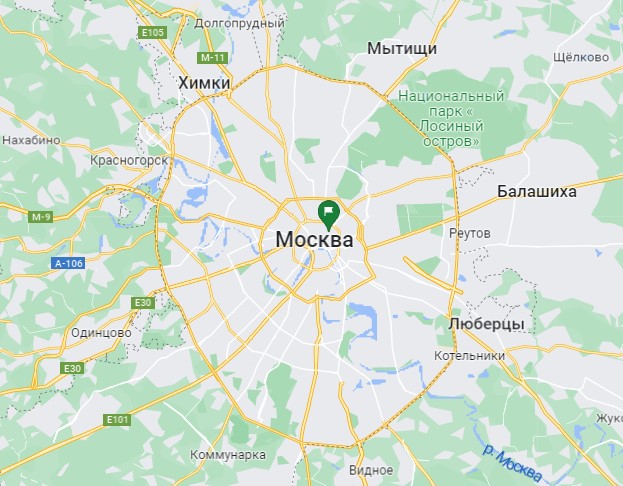 Долгопрудный
E105
Мытищи
M-11
Щёлково
Химки
Национальный
парк «
Лосиный
остров»
Нахабино
Красногорск
Балашиха
M-9
Реутов
Москва
A-106
E30
Люберцы
Одинцово
Котельники
E30
E101
Жук
Коммунарка
р. Москва
Видное